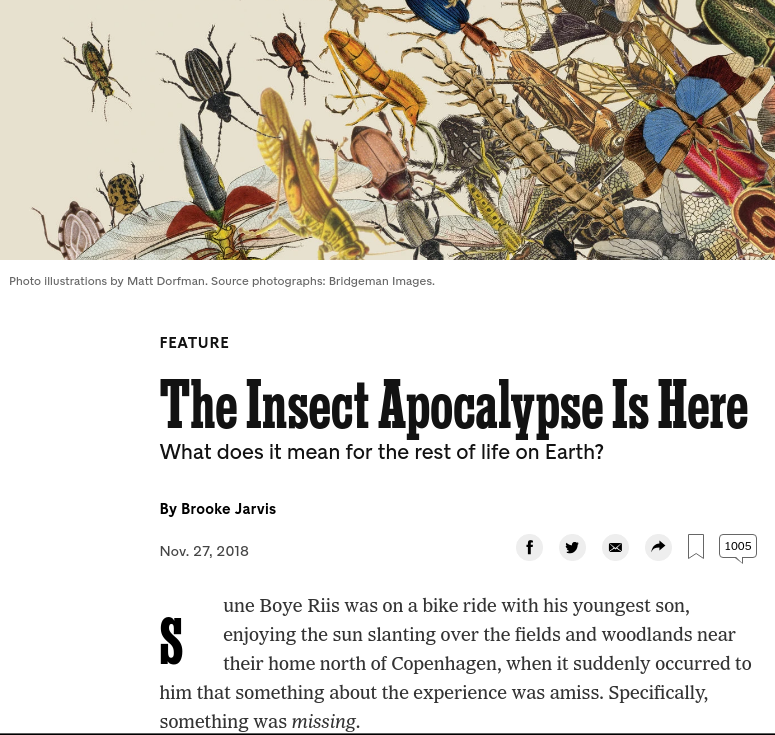 Photo illustrations by Matt Dorfman. Source photographs: Bridgeman Images.
FEATURE
The Insect Apocalypse Is Here
What does it mean for the rest of life on Earth?
By Brooke Jarvis
Nov. 27, 2018
1005
Sune Boye Riis was on a bike ride with his youngest son,
enjoying the sun slanting over the fields and woodlands near
their home north of Copenhagen, when it suddenly occurred to
him that something about the experience was amiss. Specifically,
something was missing.